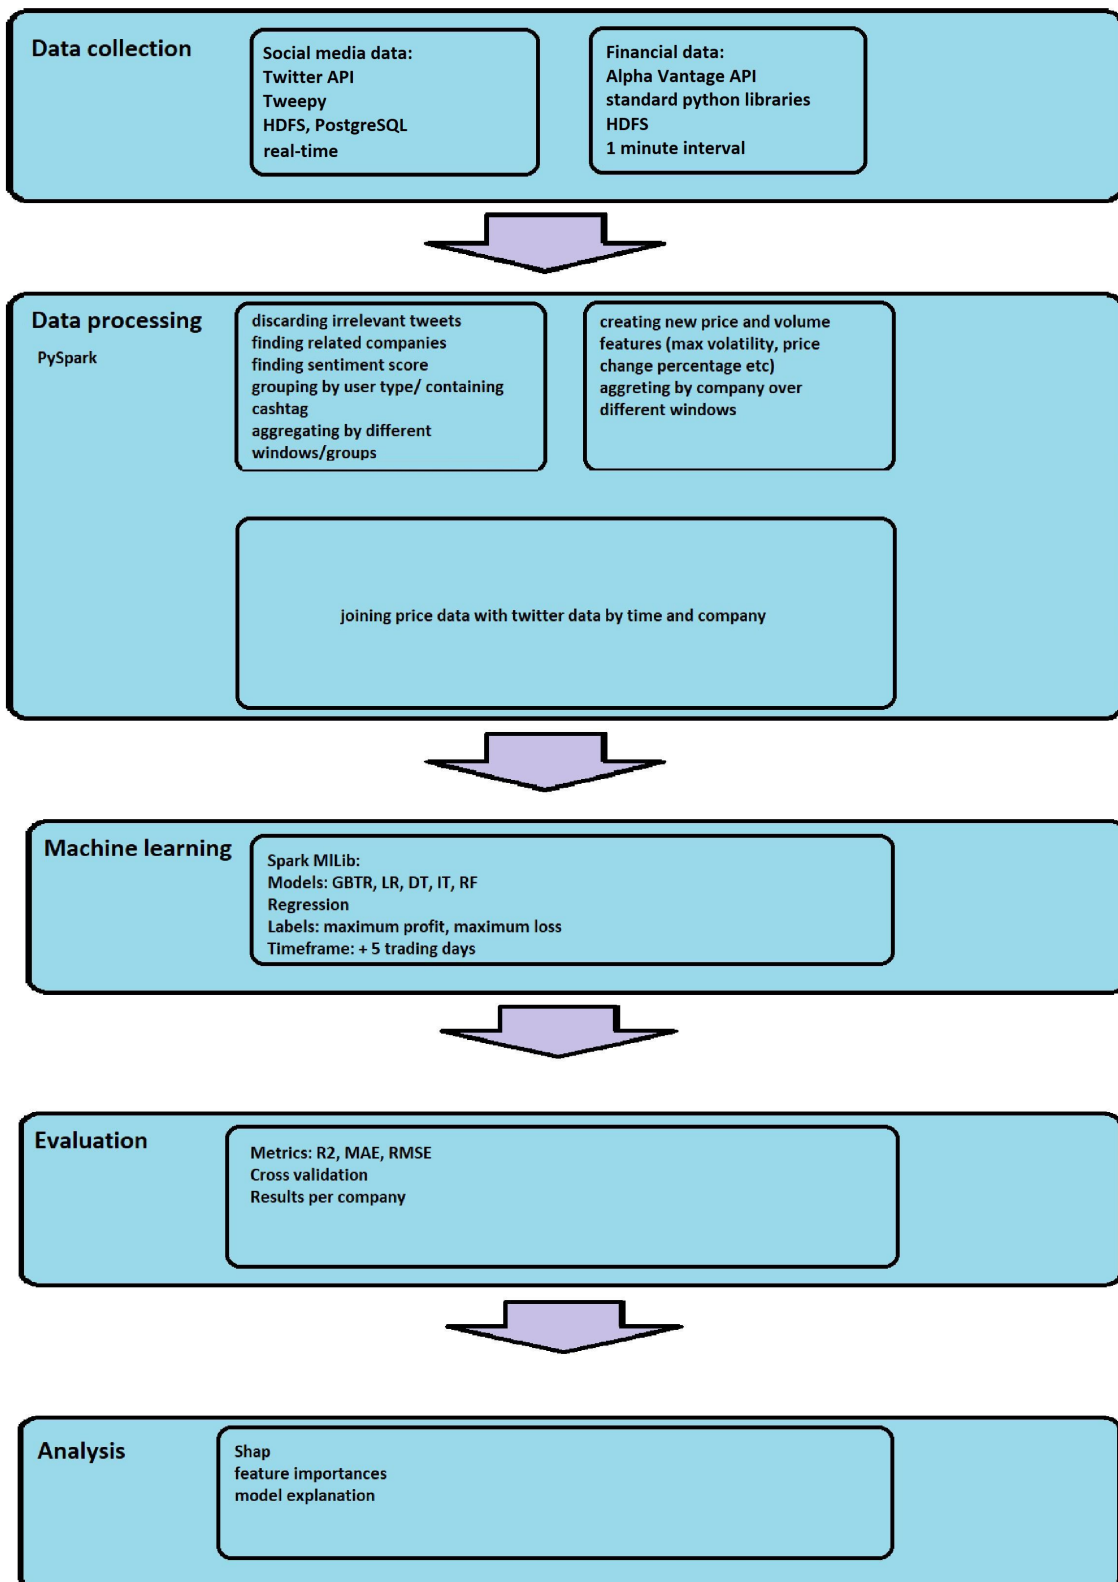 Data collection
Social media data:
Twitter API
Tweepy
HDFS, PostgreSQL
real-time
Financial data:
Alpha Vantage API
standard python libraries
HDFS
1 minute interval
Data processing
PySpark
discarding irrelevant tweets
finding related companies
finding sentiment score
grouping by user type/ containing
cashtag
aggregating by different
windows/groups
creating new price and volume
features (max volatility, price
change percentage etc)
aggreting by company over
different windows
joining price data with twitter data by time and company
Machine learning
Spark MlLib:
Models: GBTR, LR, DT, IT, RF
Regression
Labels: maximum profit, maximum loss
Timeframe: + 5 trading days
Evaluation
Metrics: R2, MAE, RMSE
Cross validation
Results per company
Analysis
Shap
feature importances
model explanation